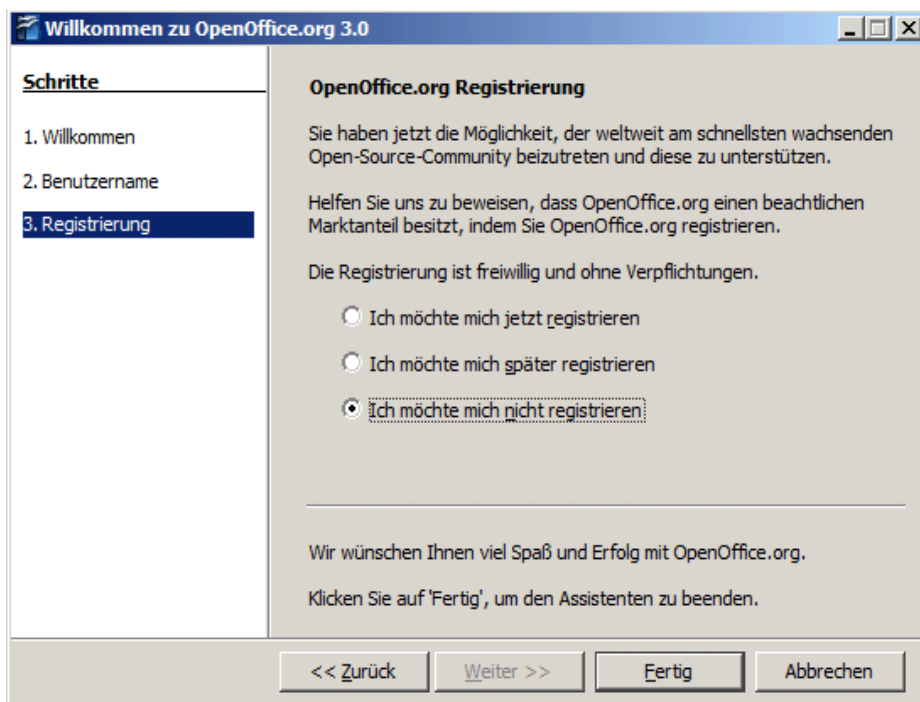 Willkommen zu OpenOffice.org 3.0
Schritte
1. Willkommen
2. Benutzername
3. Registrierung
OpenOffice.org Registrierung
Sie haben jetzt die Möglichkeit, der weltweit am schnellsten wachsenden
Open-Source-Community beizutreten und diese zu unterstützen.
Helfen Sie uns zu beweisen, dass OpenOffice.org einen beachtlichen
Marktanteil besitzt, indem Sie OpenOffice.org registrieren.
Die Registrierung ist freiwillig und ohne Verpflichtungen.
Ich möchte mich jetzt registrieren
Ich möchte mich später registrieren
Ich möchte mich nicht registrieren
Wir wünschen Ihnen viel Spaß und Erfolg mit OpenOffice.org.
Klicken Sie auf 'Fertig', um den Assistenten zu beenden.
<< Zurück
Weiter >>
Fertig
Abbrechen